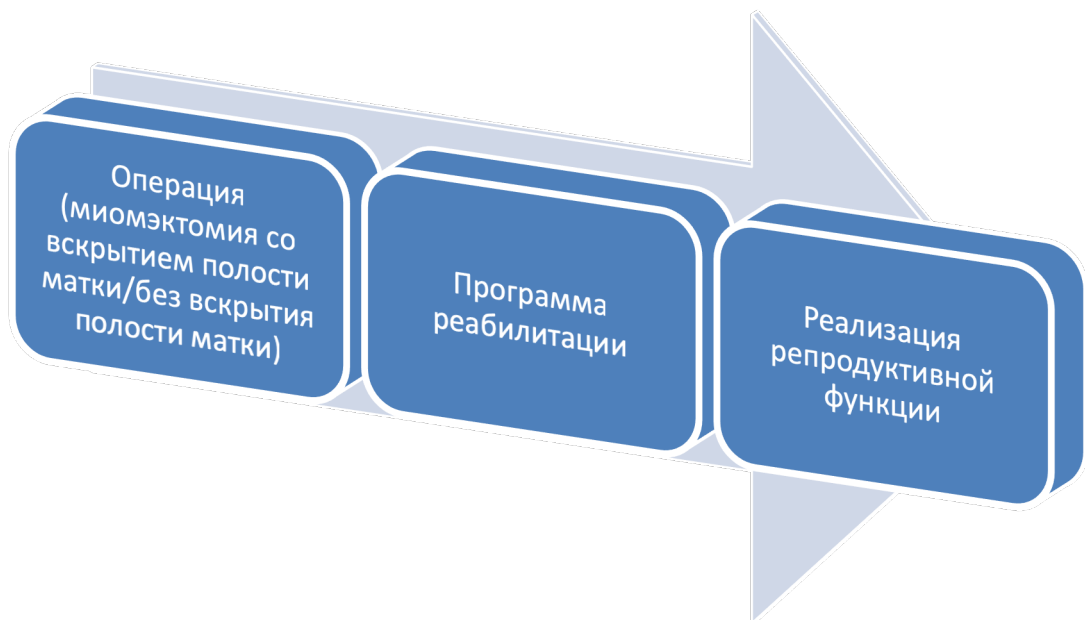 Операция
(миомэктомия со
вскрытием полости
матки/без вскрытия
полости матки)
Программа
реабилитации
Реализация
репродуктивной
функции